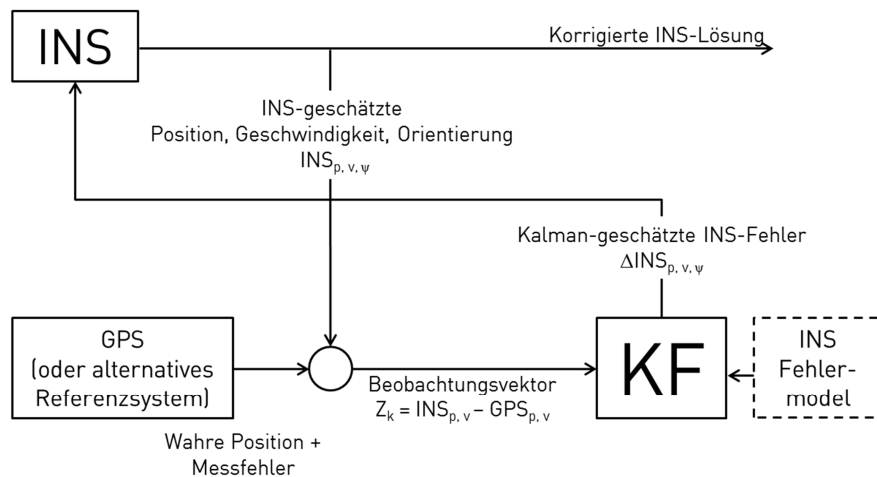 INS
Korrigierte INS-Lösung
INS-geschätzte
Position, Geschwindigkeit, Orientierung
INSp, v, ψ
Kalman-geschätzte INS-Fehler
ΔINSp, v, ψ
GPS
(oder alternatives
Referenzsystem)
KF
INS
Fehler-
model
Beobachtungsvektor
Zk = INSp, v – GPSp, v
Wahre Position +
Messfehler